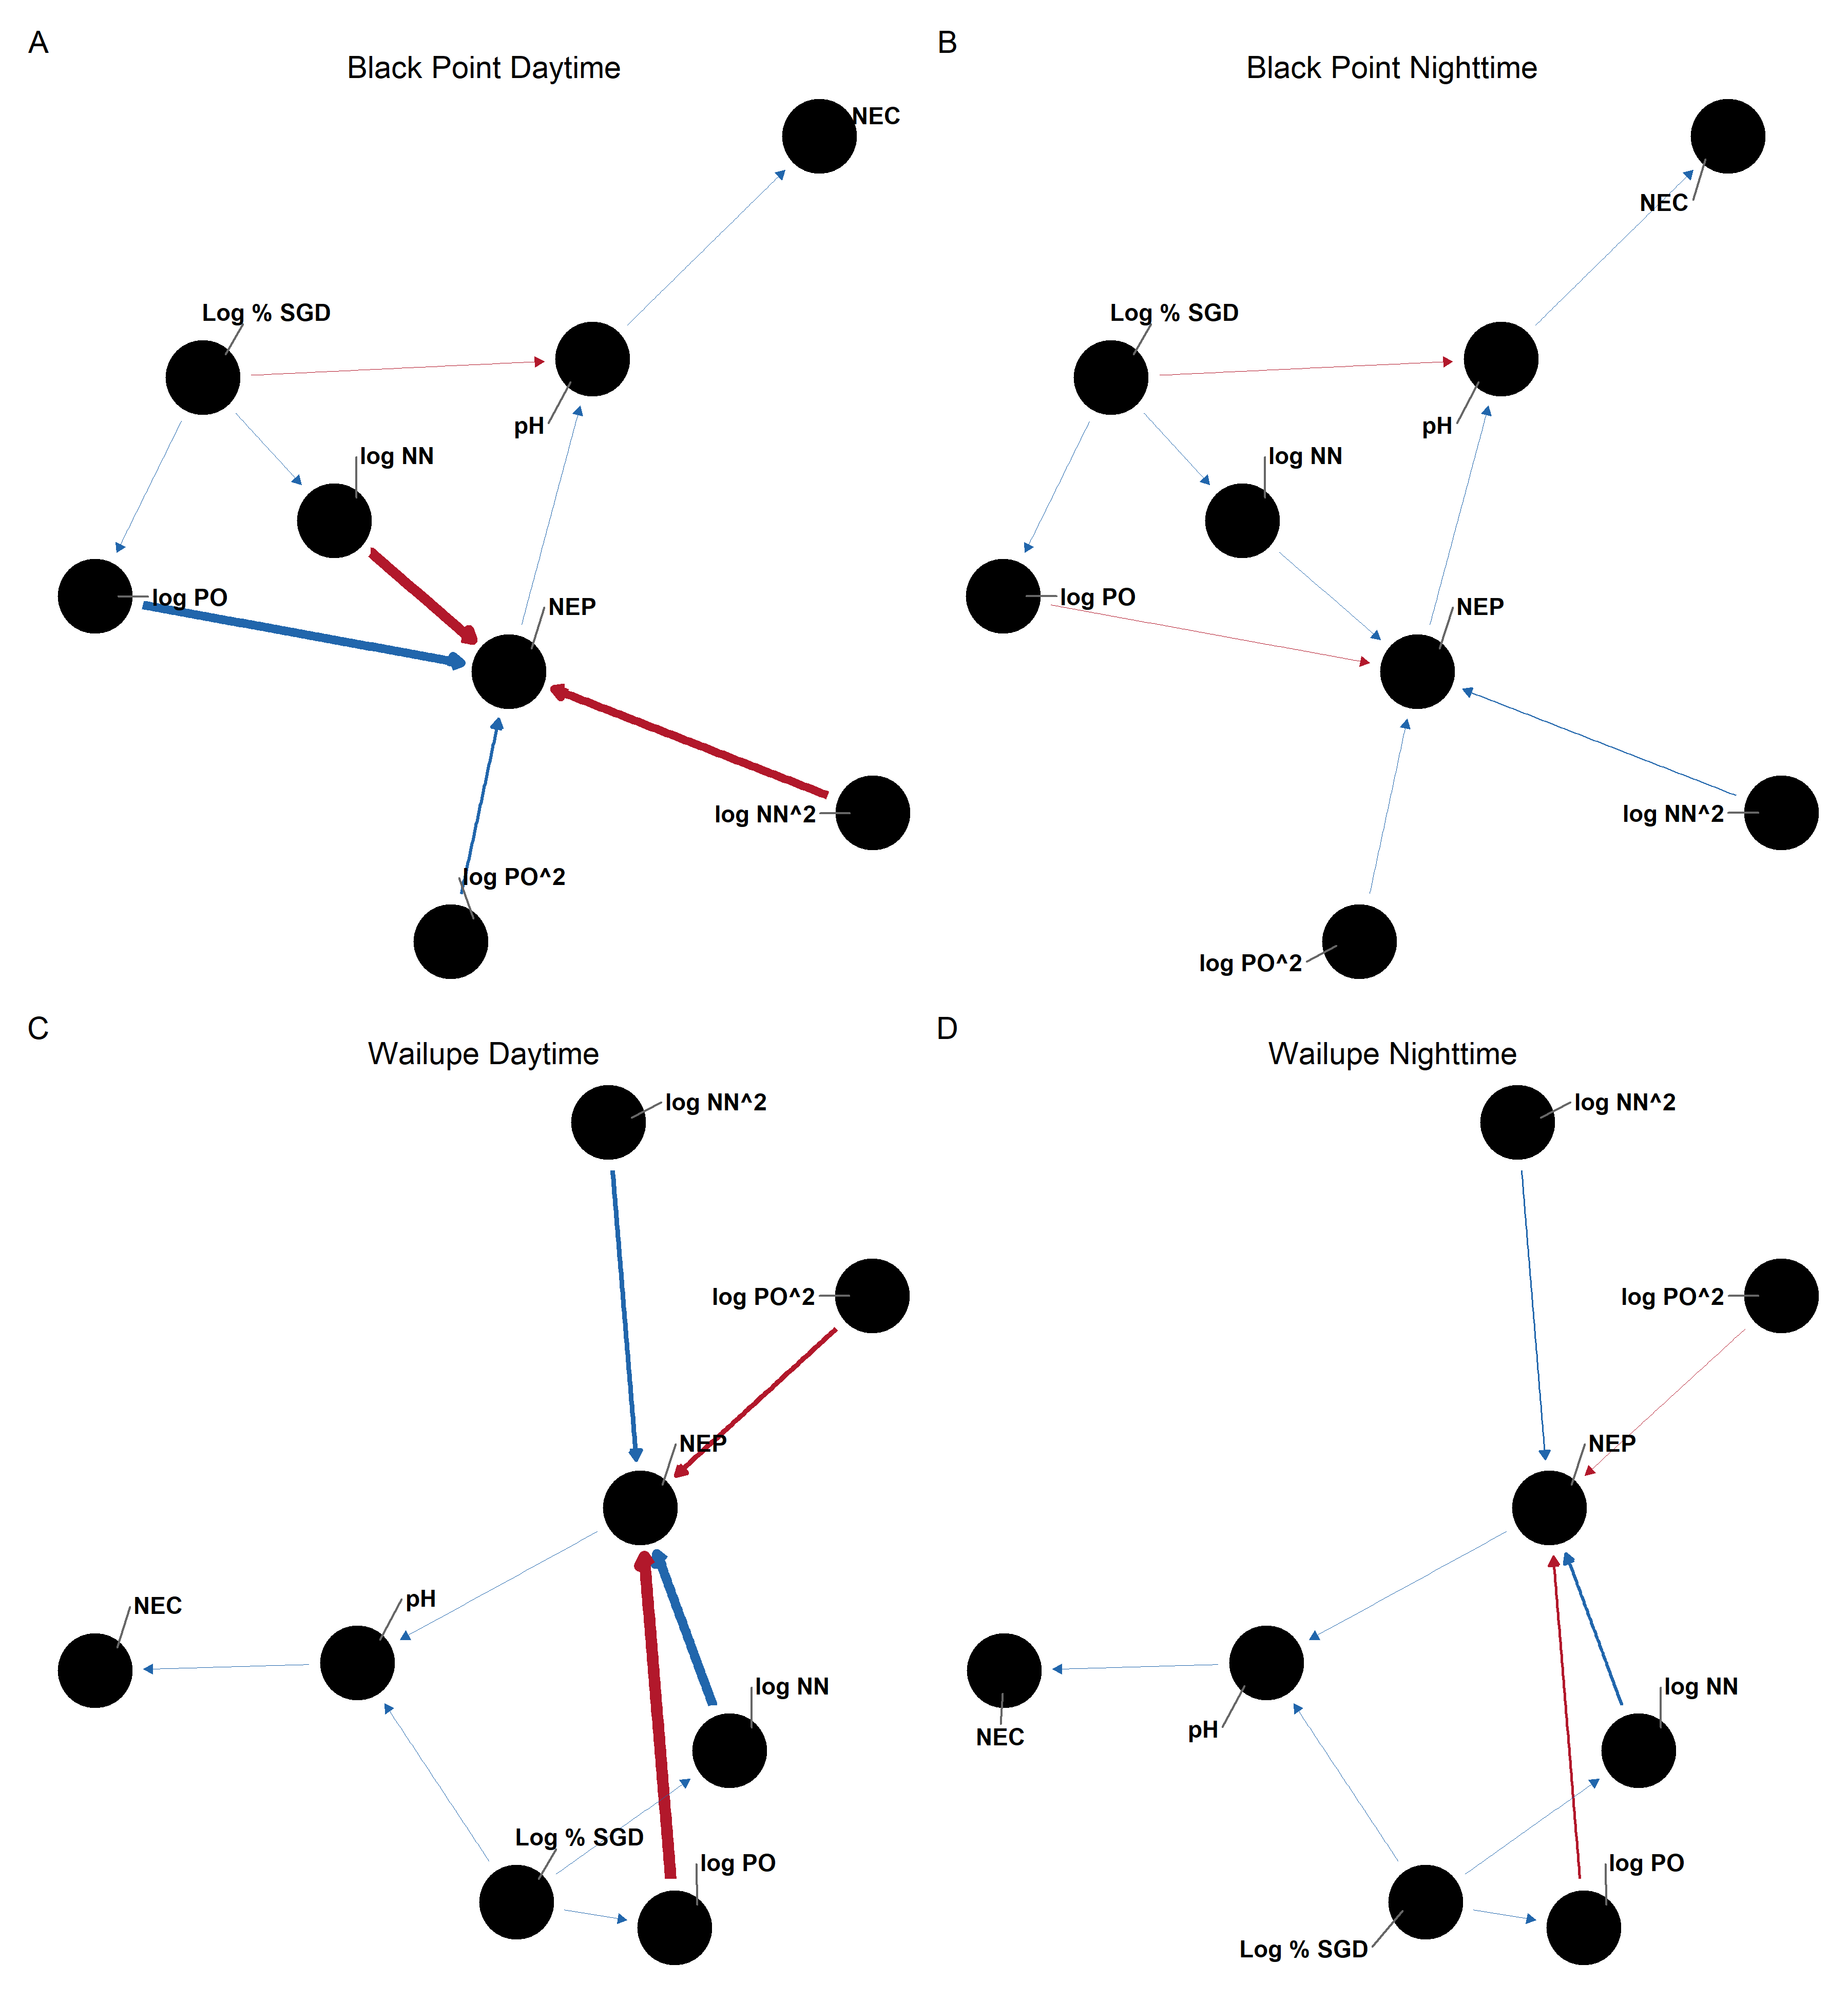 A
Black Point Daytime
NEC
Log % SGD
pH
log NN
log PO
NEP
log NN^2
log PO^2
B
Black Point Nighttime
NEC
Log % SGD
pH
log NN
log PO
NEP
log NN^2
log PO^2
C
Wailupe Daytime
log NN^2
log PO^2
NEP
pH
NEC
log NN
Log % SGD
log PO
D
Wailupe Nighttime
log NN^2
log PO^2
NEP
log NN
pH
NEC
log PO
Log % SGD